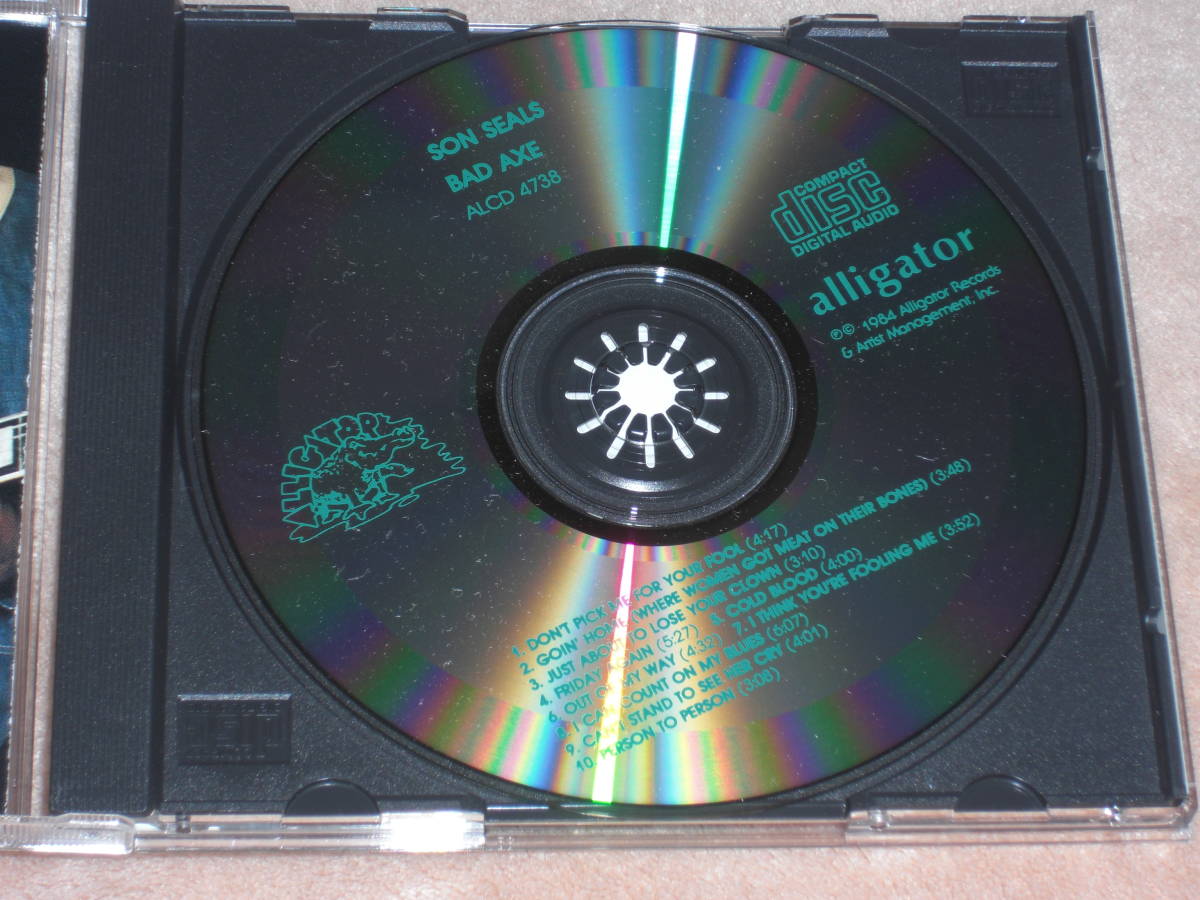 SON SEALS
BAD AXE
ALCD 4738
COMPACT
disc
DIGITAL AUDIO
alligator
℗© 1984 Alligator Records
& Artist Management, Inc.
ALLIGATOR
1. DON'T PICK ME FOR YOUR FOOL (4:17)
2. GOIN' HOME (WHERE WOMEN GOT MEAT ON THEIR BONES) (3:48)
3. JUST ABOUT TO LOSE YOUR CLOWN (3:10)
4. FRIDAY AGAIN (5:27) 5. COLD BLOOD (4:00)
6. OUT OF MY WAY (4:32) 7. I THINK YOU'RE FOOLING ME (3:52)
8. I CAN COUNT ON MY BLUES (6:07)
9. CAN'T STAND TO SEE HER CRY (4:01)
10. PERSON TO PERSON (3:08)